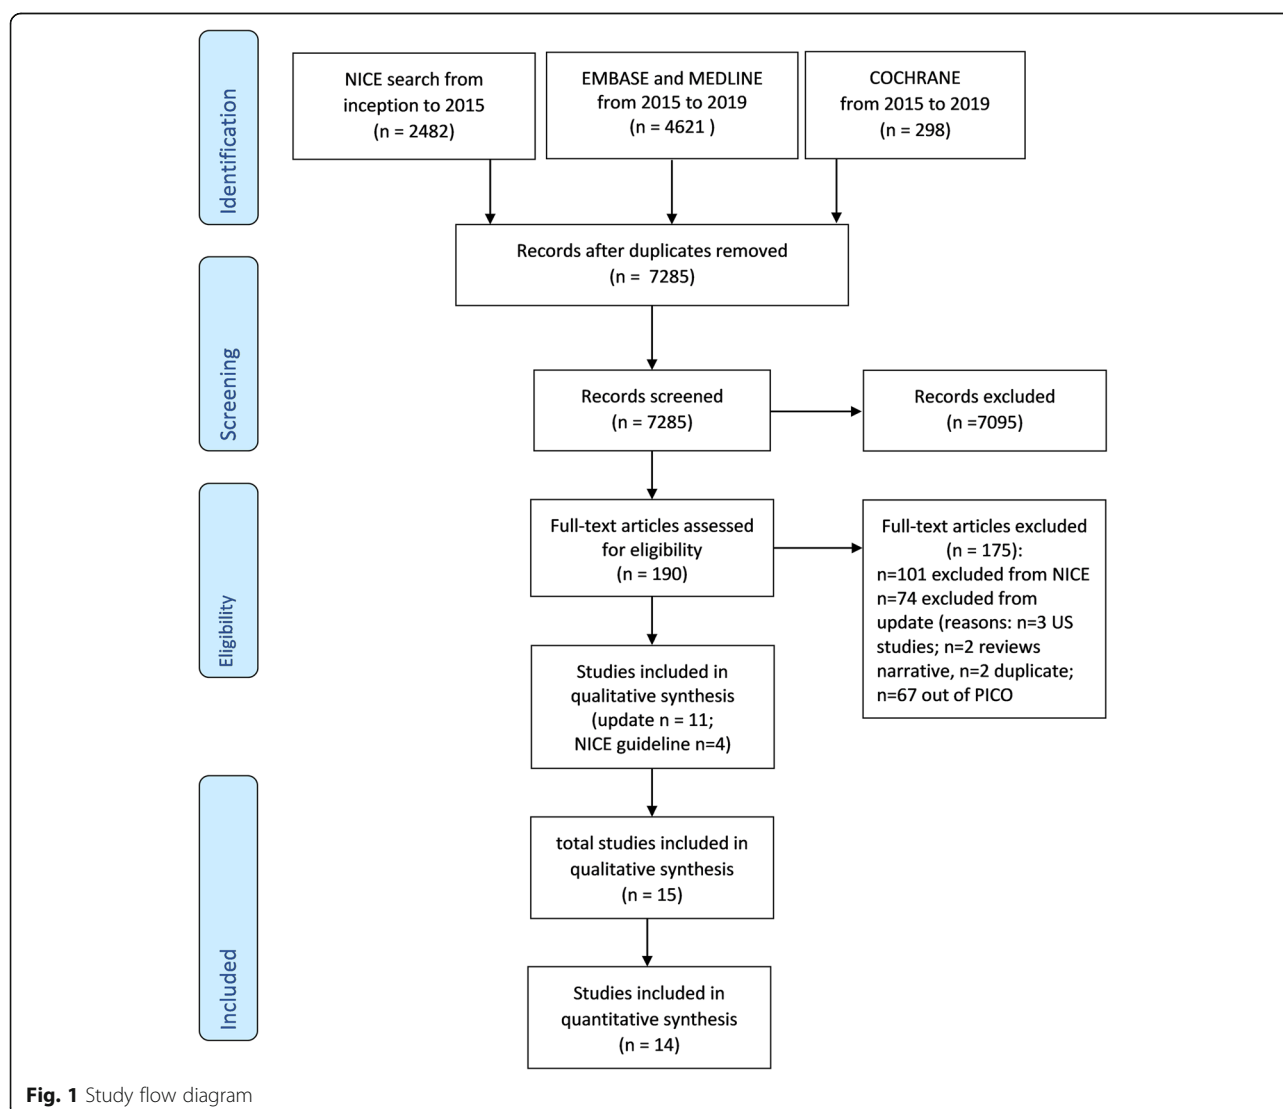 Identification
NICE search from
inception to 2015
(n = 2482)
EMBASE and MEDLINE
from 2015 to 2019
(n = 4621 )
COCHRANE
from 2015 to 2019
(n = 298)
Records after duplicates removed
(n = 7285)
Screening
Records screened
(n = 7285)
Records excluded
(n =7095)
Eligibility
Full-text articles assessed
for eligibility
(n = 190)
Full-text articles excluded
(n = 175):
n=101 excluded from NICE
n=74 excluded from
update (reasons: n=3 US
studies; n=2 reviews
narrative, n=2 duplicate;
n=67 out of PICO
Studies included in
qualitative synthesis
(update n = 11;
NICE guideline n=4)
Included
total studies included in
qualitative synthesis
(n = 15)
Studies included in
quantitative synthesis
(n = 14)
Fig. 1 Study flow diagram